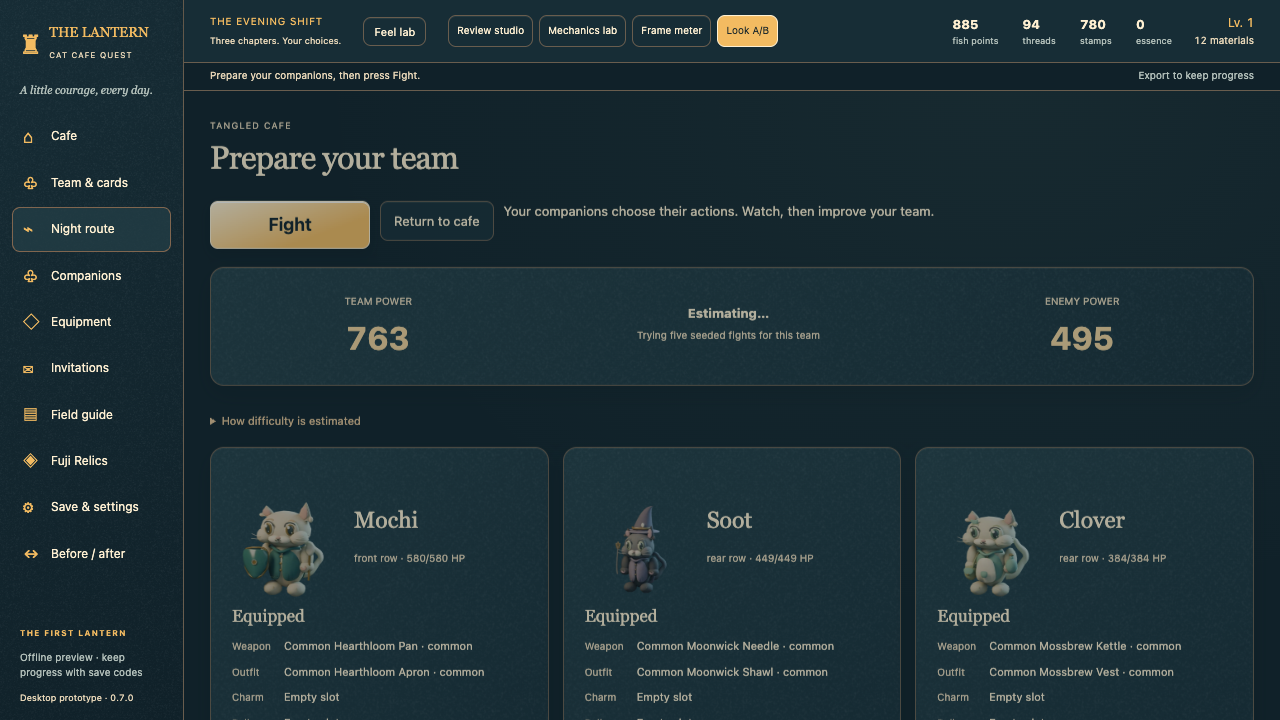 THE LANTERN
CAT CAFE QUEST
A little courage, every day.
Cafe
Team & cards
Night route
Companions
Equipment
Invitations
Field guide
Fuji Relics
Save & settings
Before / after
THE FIRST LANTERN
Offline preview · keep
progress with save codes
Desktop prototype · 0.7.0
THE EVENING SHIFT
Three chapters. Your choices.
Feel lab
Review studio
Mechanics lab
Frame meter
Look A/B
885
fish points
94
threads
780
stamps
0
essence
Lv. 1
12 materials
Prepare your companions, then press Fight.
Export to keep progress
TANGLED CAFE
Prepare your team
Fight
Return to cafe
Your companions choose their actions. Watch, then improve your team.
TEAM POWER
763
Estimating...
Trying five seeded fights for this team
ENEMY POWER
495
How difficulty is estimated
Mochi
front row · 580/580 HP
Equipped
Weapon Common Hearthloom Pan · common
Outfit Common Hearthloom Apron · common
Charm Empty slot
Soot
rear row · 449/449 HP
Equipped
Weapon Common Moonwick Needle · common
Outfit Common Moonwick Shawl · common
Charm Empty slot
Clover
rear row · 384/384 HP
Equipped
Weapon Common Mossbrew Kettle · common
Outfit Common Mossbrew Vest · common
Charm Empty slot